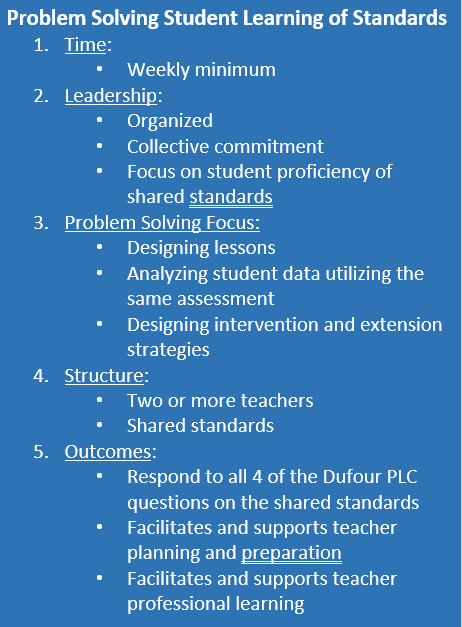 Problem Solving Student Learning of Standards
1. Time:
• Weekly minimum
2. Leadership:
• Organized
• Collective commitment
• Focus on student proficiency of
shared standards
3. Problem Solving Focus:
• Designing lessons
• Analyzing student data utilizing the
same assessment
• Designing intervention and extension
strategies
4. Structure:
• Two or more teachers
• Shared standards
5. Outcomes:
• Respond to all 4 of the Dufour PLC
questions on the shared standards
• Facilitates and supports teacher
planning and preparation
• Facilitates and supports teacher
professional learning